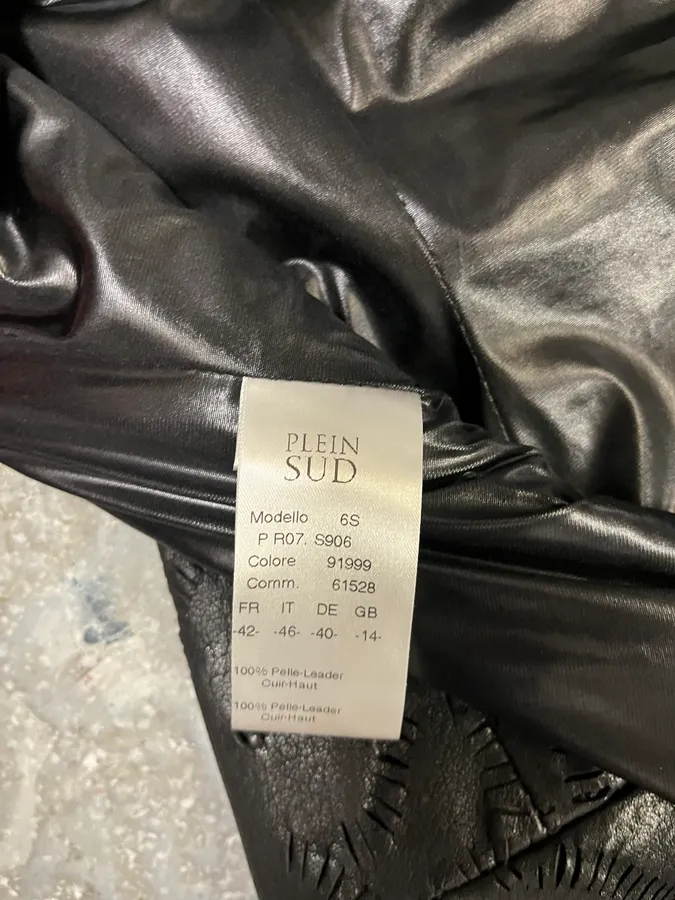 PLEIN
SUD
Modello 6S
P R07. S906
Colore 91999
Comm. 61528
FR IT DE GB
-42- -46- -40- -14-
100% Pelle-Leader
Cuir-Haut
100% Pelle-Leader
Cuir-Haut